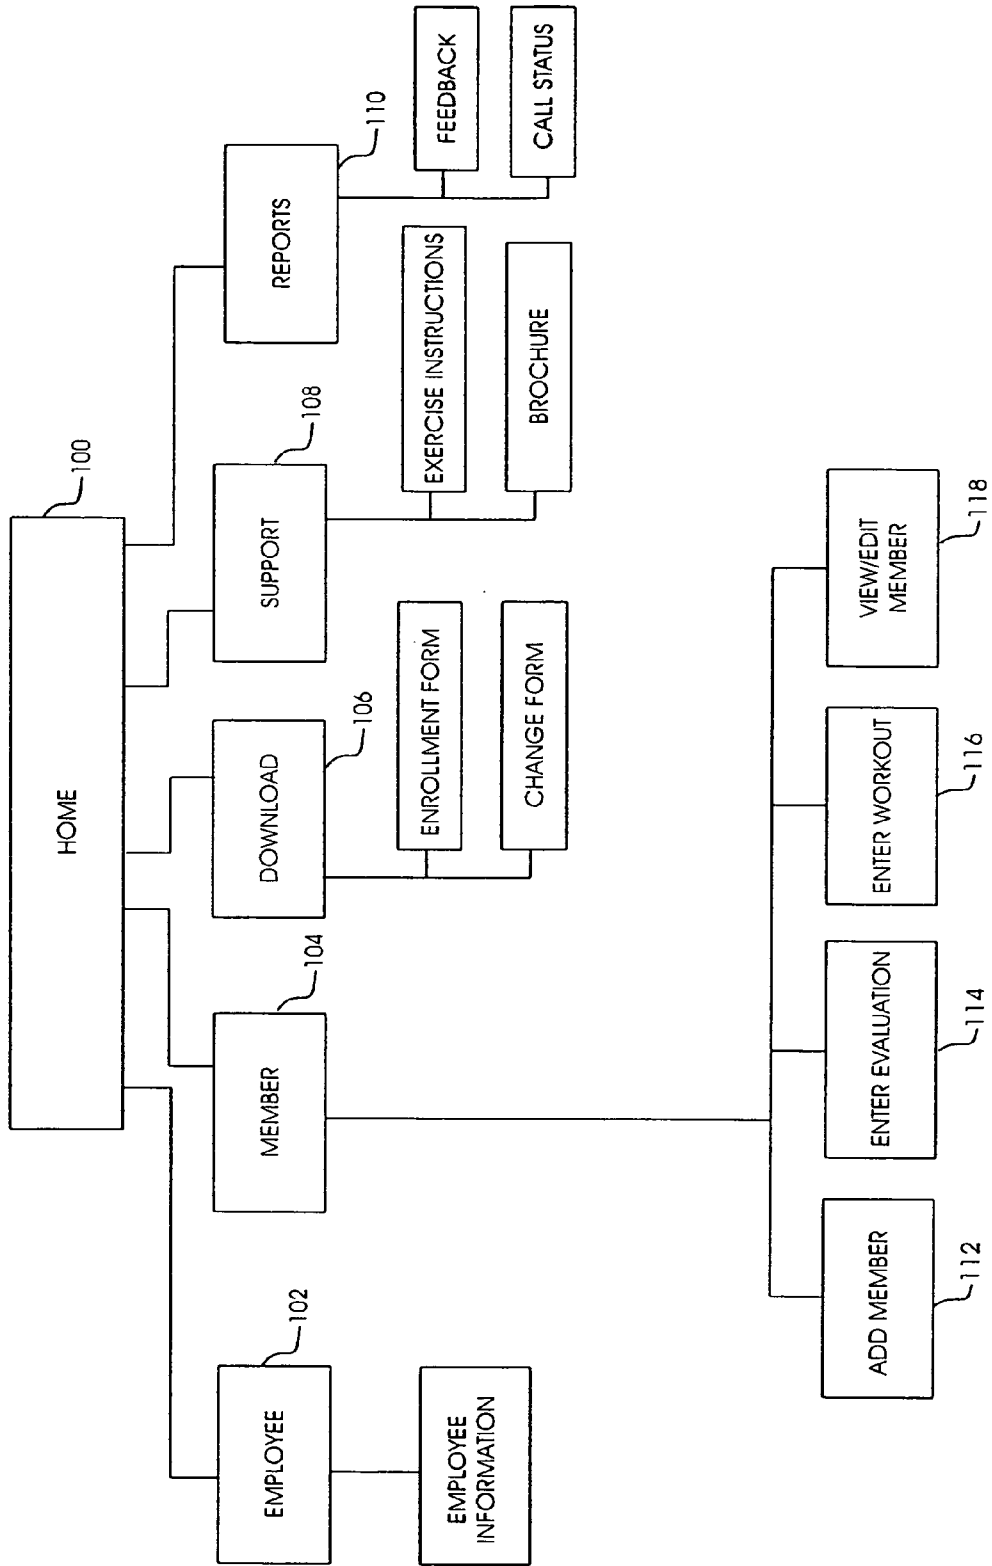 HOME
100
EMPLOYEE
102
MEMBER
104
DOWNLOAD
106
SUPPORT
108
REPORTS
110
EMPLOYEE
INFORMATION
ENROLLMENT FORM
CHANGE FORM
EXERCISE INSTRUCTIONS
BROCHURE
FEEDBACK
CALL STATUS
ADD MEMBER
112
ENTER EVALUATION
114
ENTER WORKOUT
116
VIEW/EDIT
MEMBER
118